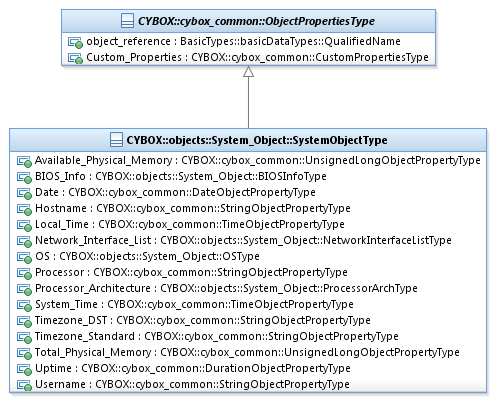 CYBOX::cybox_common::ObjectPropertiesType
object_reference : BasicTypes::basicDataTypes::QualifiedName
Custom_Properties : CYBOX::cybox_common::CustomPropertiesType
CYBOX::objects::System_Object::SystemObjectType
Available_Physical_Memory : CYBOX::cybox_common::UnsignedLongObjectPropertyType
BIOS_Info : CYBOX::objects::System_Object::BIOSInfoType
Date : CYBOX::cybox_common::DateObjectPropertyType
Hostname : CYBOX::cybox_common::StringObjectPropertyType
Local_Time : CYBOX::cybox_common::TimeObjectPropertyType
Network_Interface_List : CYBOX::objects::System_Object::NetworkInterfaceListType
OS : CYBOX::objects::System_Object::OSType
Processor : CYBOX::cybox_common::StringObjectPropertyType
Processor_Architecture : CYBOX::objects::System_Object::ProcessorArchType
System_Time : CYBOX::cybox_common::TimeObjectPropertyType
Timezone_DST : CYBOX::cybox_common::StringObjectPropertyType
Timezone_Standard : CYBOX::cybox_common::StringObjectPropertyType
Total_Physical_Memory : CYBOX::cybox_common::UnsignedLongObjectPropertyType
Uptime : CYBOX::cybox_common::DurationObjectPropertyType
Username : CYBOX::cybox_common::StringObjectPropertyType